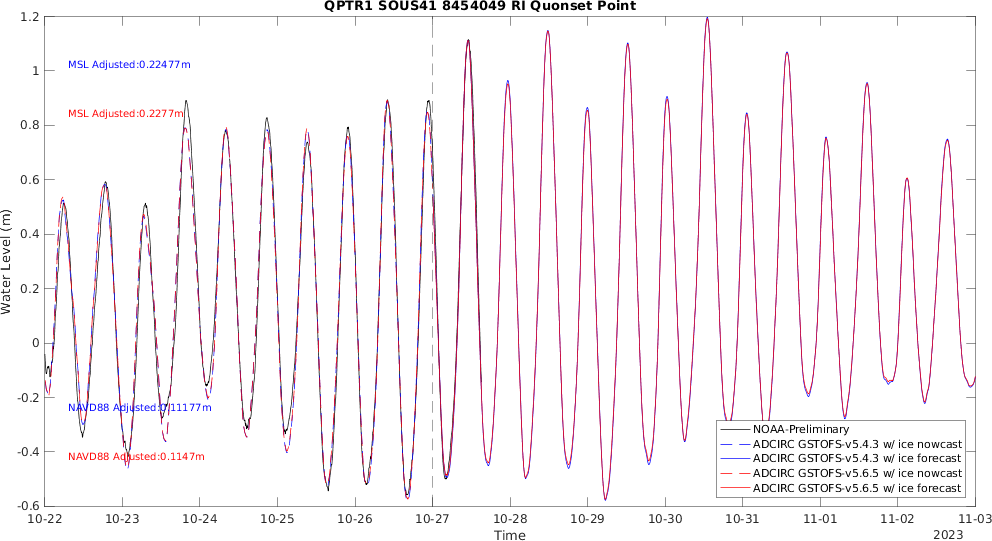 QPTR1 SOUS41 8454049 RI Quonset Point
1.2
1
0.8
0.6
0.4
0.2
0
-0.2
-0.4
-0.6
Water Level (m)
MSL Adjusted:0.22477m
MSL Adjusted:0.2277m
NAVD88 Adjusted:0.11177m
NAVD88 Adjusted:0.1147m
NOAA-Preliminary
ADCIRC GSTOFS-v5.4.3 w/ ice nowcast
ADCIRC GSTOFS-v5.4.3 w/ ice forecast
ADCIRC GSTOFS-v5.6.5 w/ ice nowcast
ADCIRC GSTOFS-v5.6.5 w/ ice forecast
10-22 10-23 10-24 10-25 10-26 10-27 10-28 10-29 10-30 10-31 11-01 11-02 11-03
Time
2023